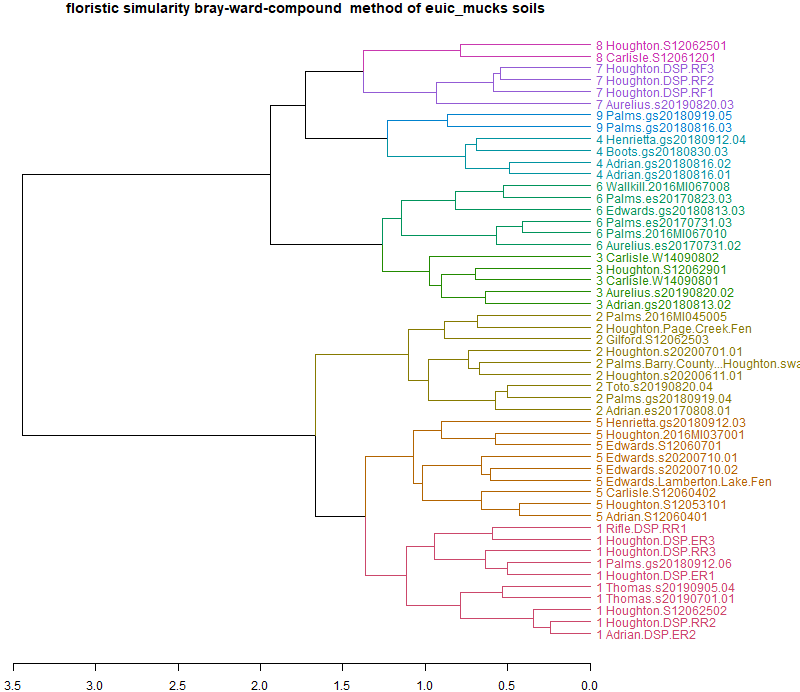 floristic simularity bray-ward-compound  method of euic_mucks soils
8 Houghton.S12062501
8 Carlisle.S12061201
7 Houghton.DSP.RF3
7 Houghton.DSP.RF2
7 Houghton.DSP.RF1
7 Aurelius.s20190820.03
9 Palms.gs20180919.05
9 Palms.gs20180816.03
4 Henrietta.gs20180912.04
4 Boots.gs20180830.03
4 Adrian.gs20180816.02
4 Adrian.gs20180816.01
6 Wallkill.2016MI067008
6 Palms.es20170823.03
6 Edwards.gs20180813.03
6 Palms.es20170731.03
6 Palms.2016MI067010
6 Aurelius.es20170731.02
3 Carlisle.W14090802
3 Houghton.S12062901
3 Carlisle.W14090801
3 Aurelius.s20190820.02
3 Adrian.gs20180813.02
2 Palms.2016MI045005
2 Houghton.Page.Creek.Fen
2 Gilford.S12062503
2 Houghton.s20200701.01
2 Palms.Barry.County...Houghton.swa
2 Houghton.s20200611.01
2 Toto.s20190820.04
2 Palms.gs20180919.04
2 Adrian.es20170808.01
5 Henrietta.gs20180912.03
5 Houghton.2016MI037001
5 Edwards.S12060701
5 Edwards.s20200710.01
5 Edwards.s20200710.02
5 Edwards.Lamberton.Lake.Fen
5 Carlisle.S12060402
5 Houghton.S12053101
5 Adrian.S12060401
1 Rifle.DSP.RR1
1 Houghton.DSP.ER3
1 Houghton.DSP.RR3
1 Palms.gs20180912.06
1 Houghton.DSP.ER1
1 Thomas.s20190905.04
1 Thomas.s20190701.01
1 Houghton.S12062502
1 Houghton.DSP.RR2
1 Adrian.DSP.ER2
3.5 3.0 2.5 2.0 1.5 1.0 0.5 0.0